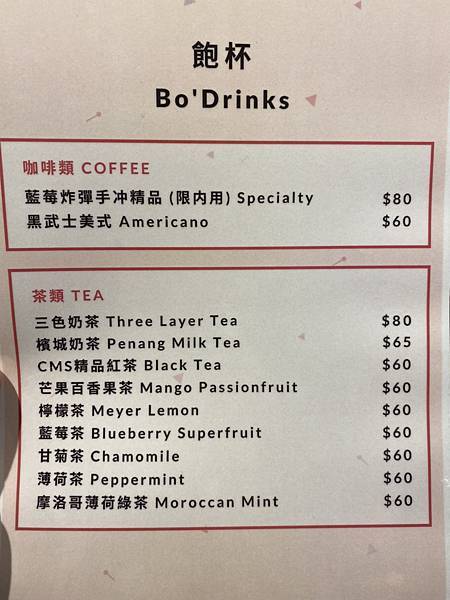 飽杯
Bo'Drinks
咖啡類 COFFEE
藍莓炸彈手冲精品 (限內用) Specialty $80
黑武士美式 Americano $60
茶類 TEA
三色奶茶 Three Layer Tea $80
檳城奶茶 Penang Milk Tea $65
CMS精品紅茶 Black Tea $60
芒果百香果茶 Mango Passionfruit $60
檸檬茶 Meyer Lemon $60
藍莓茶 Blueberry Superfruit $60
甘菊茶 Chamomile $60
薄荷茶 Peppermint $60
摩洛哥薄荷綠茶 Moroccan Mint $60